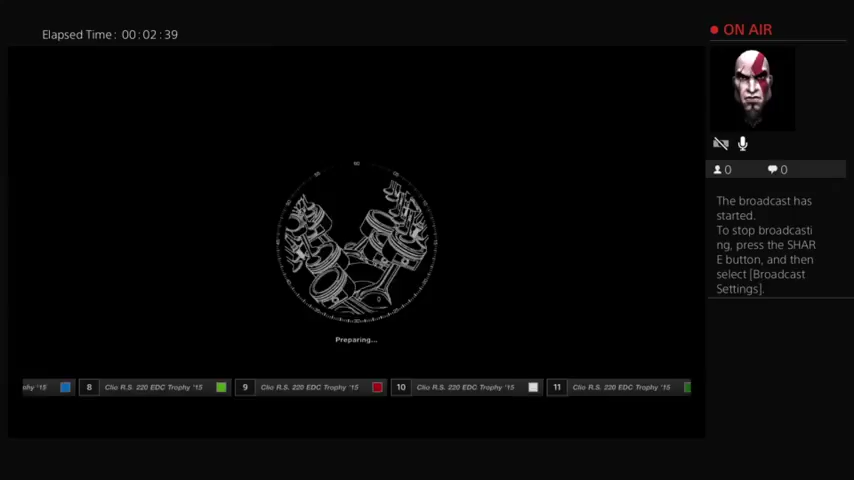 Elapsed Time: 00:02:39
ON AIR
0 0
The broadcast has
started.
To stop broadcasti
ng, press the SHAR
E button, and then
select [Broadcast
Settings].
Preparing...
phy '15 8 Clio R.S. 220 EDC Trophy '15 9 Clio R.S. 220 EDC Trophy '15 10 Clio R.S. 220 EDC Trophy '15 11 Clio R.S. 220 EDC Trophy '15